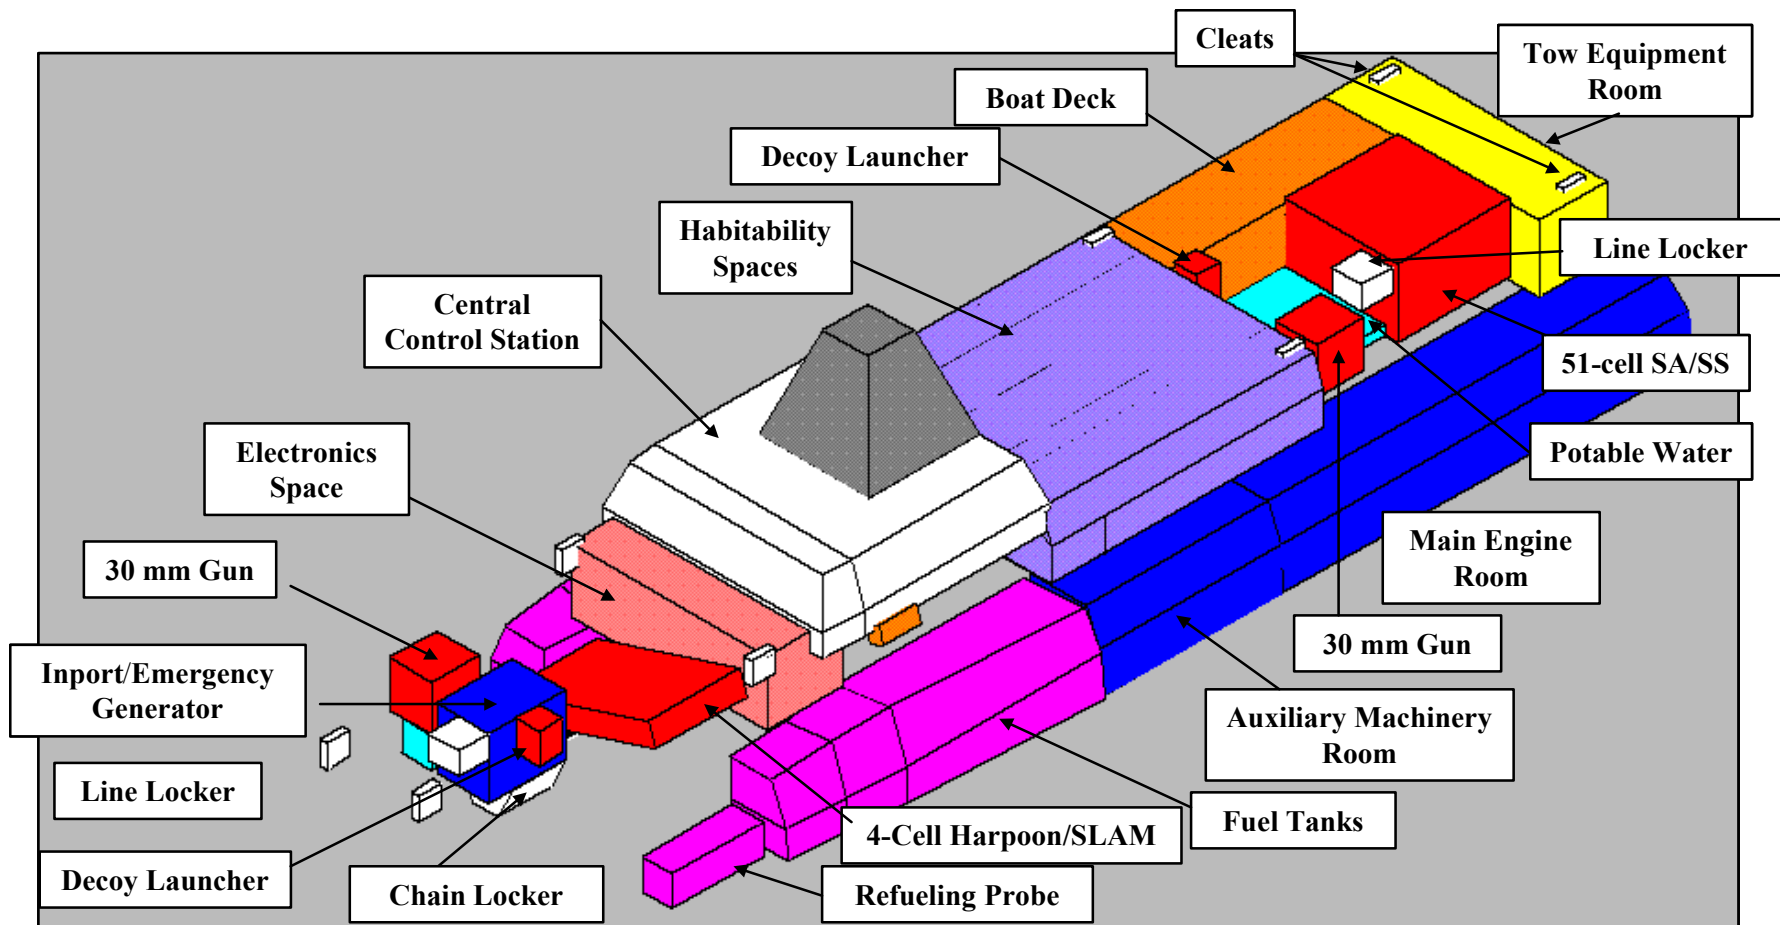 Cleats
Tow Equipment
Room
Boat Deck
Decoy Launcher
Habitability
Spaces
Line Locker
Central
Control Station
51-cell SA/SS
Electronics
Space
Potable Water
30 mm Gun
Main Engine
Room
30 mm Gun
Inport/Emergency
Generator
Auxiliary Machinery
Room
Line Locker
4-Cell Harpoon/SLAM
Fuel Tanks
Decoy Launcher
Chain Locker
Refueling Probe